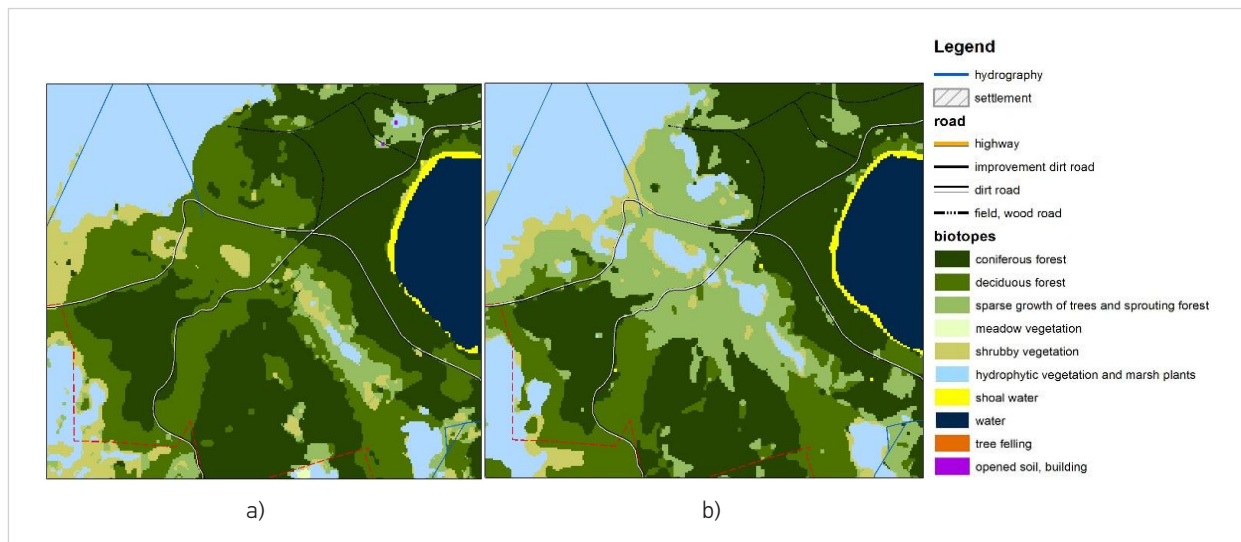 Legend
hydrography
settlement
road
highway
improvement dirt road
dirt road
field, wood road
biotopes
coniferous forest
deciduous forest
sparse growth of trees and sprouting forest
meadow vegetation
shrubby vegetation
hydrophytic vegetation and marsh plants
shoal water
water
tree felling
opened soil, building
a)
b)